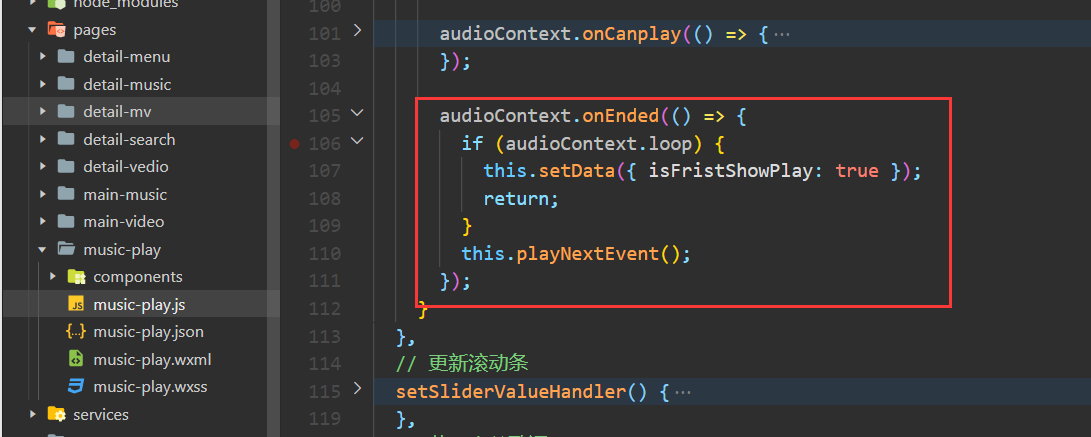 node_modules
pages
detail-menu
detail-music
detail-mv
detail-search
detail-vedio
main-music
main-video
music-play
components
JS music-play.js
{..} music-play.json
music-play.wxml
music-play.wxss
services
100
101 audioContext.onCanplay(() => {···
103 });
104
105 audioContext.onEnded(() => {
106 if (audioContext.loop) {
107 this.setData({ isFristShowPlay: true });
108 return;
109 }
110 this.playNextEvent();
111 });
112 }
113 },
114 // 更新滚动条
115 setSliderValueHandler() {···
119 },